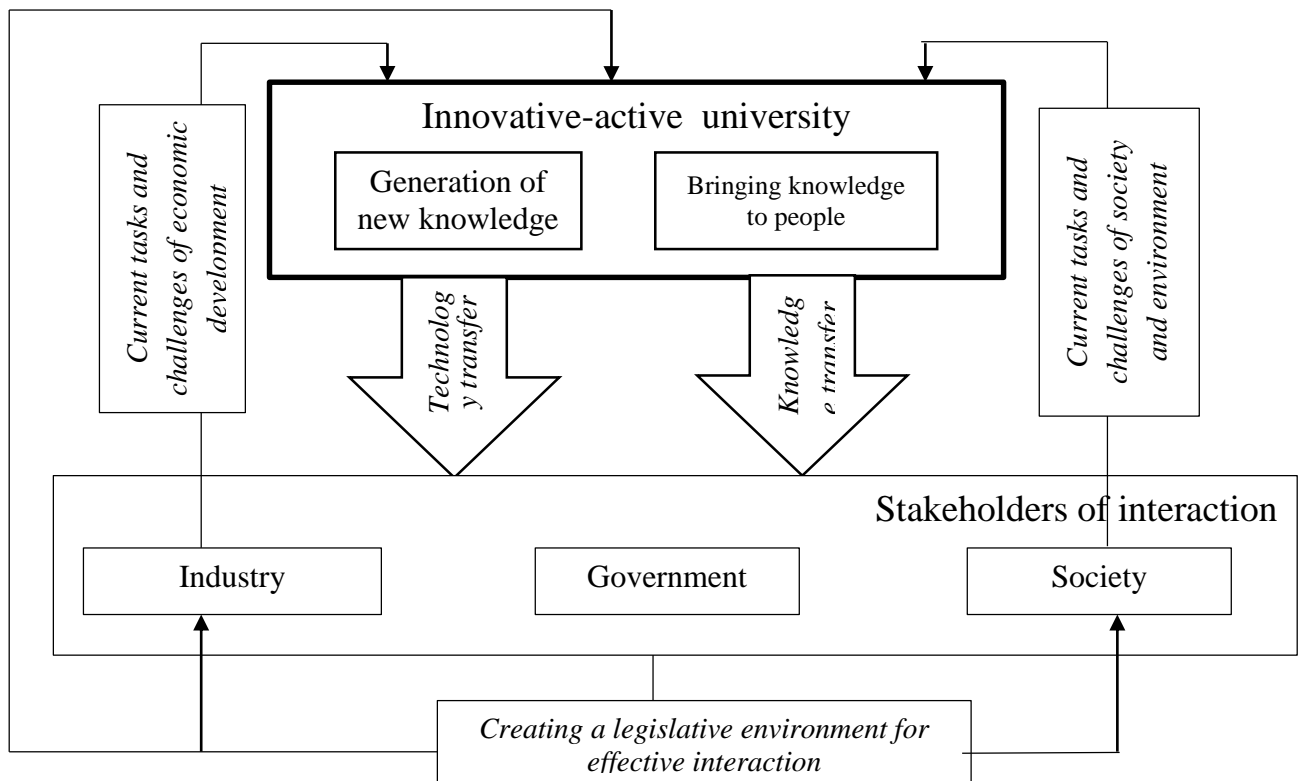 Innovative-active university
Generation of
new knowledge
Bringing knowledge
to people
Current tasks and
challenges of economic
development
Current tasks and
challenges of society
and environment
Technolog
y transfer
Knowledg
e transfer
Stakeholders of interaction
Industry
Government
Society
Creating a legislative environment for
effective interaction